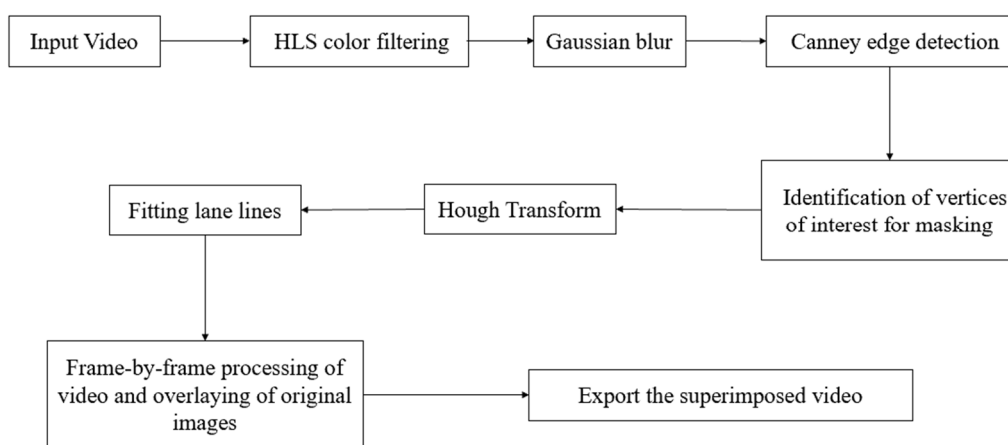 Input Video
HLS color filtering
Gaussian blur
Canney edge detection
Identification of vertices
of interest for masking
Hough Transform
Fitting lane lines
Frame-by-frame processing of
video and overlaying of original
images
Export the superimposed video